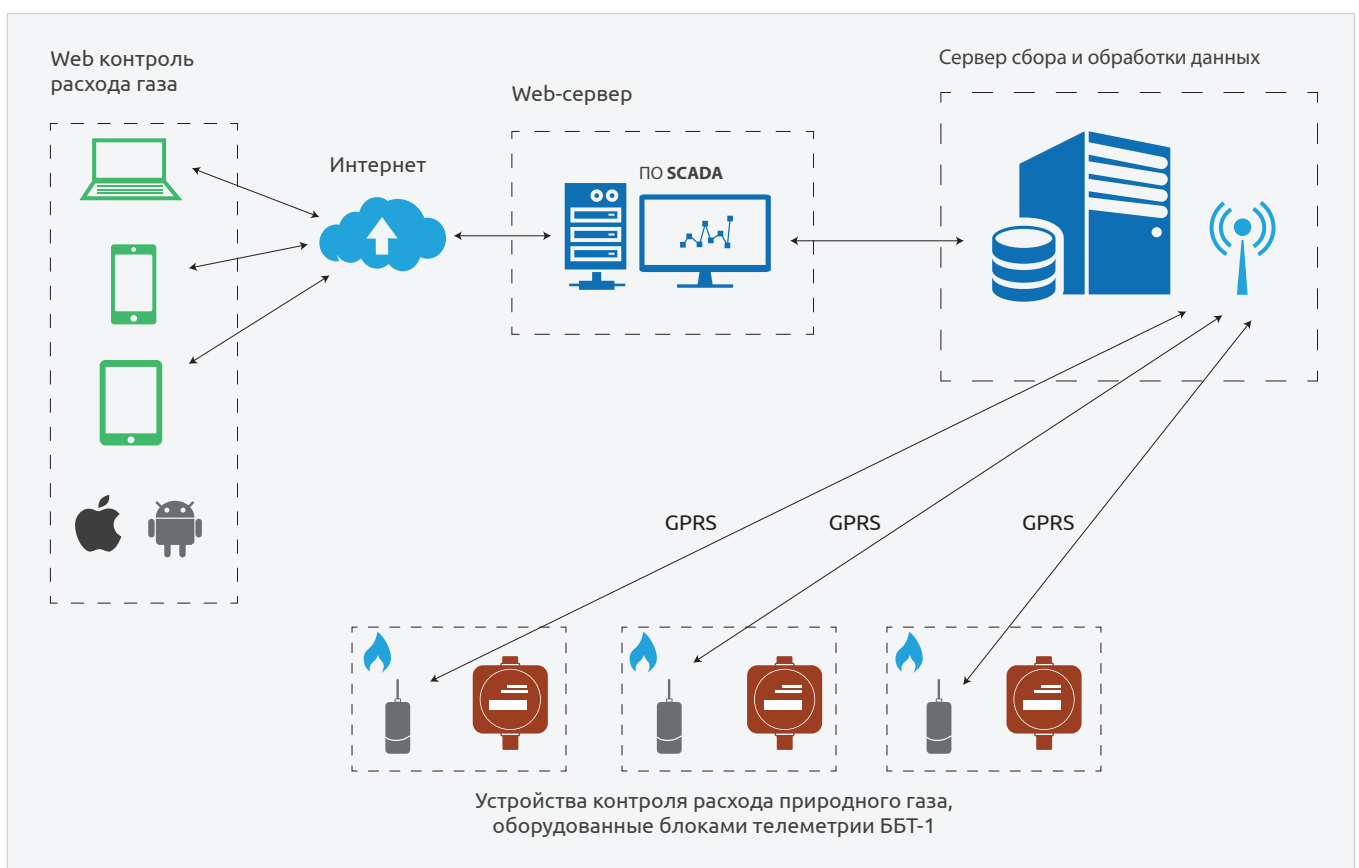 Web контроль
расхода газа
Интернет
Web-сервер
ПО SCADA
Сервер сбора и обработки данных
GPRS
GPRS
GPRS
Устройства контроля расхода природного газа,
оборудованные блоками телеметрии ББТ-1